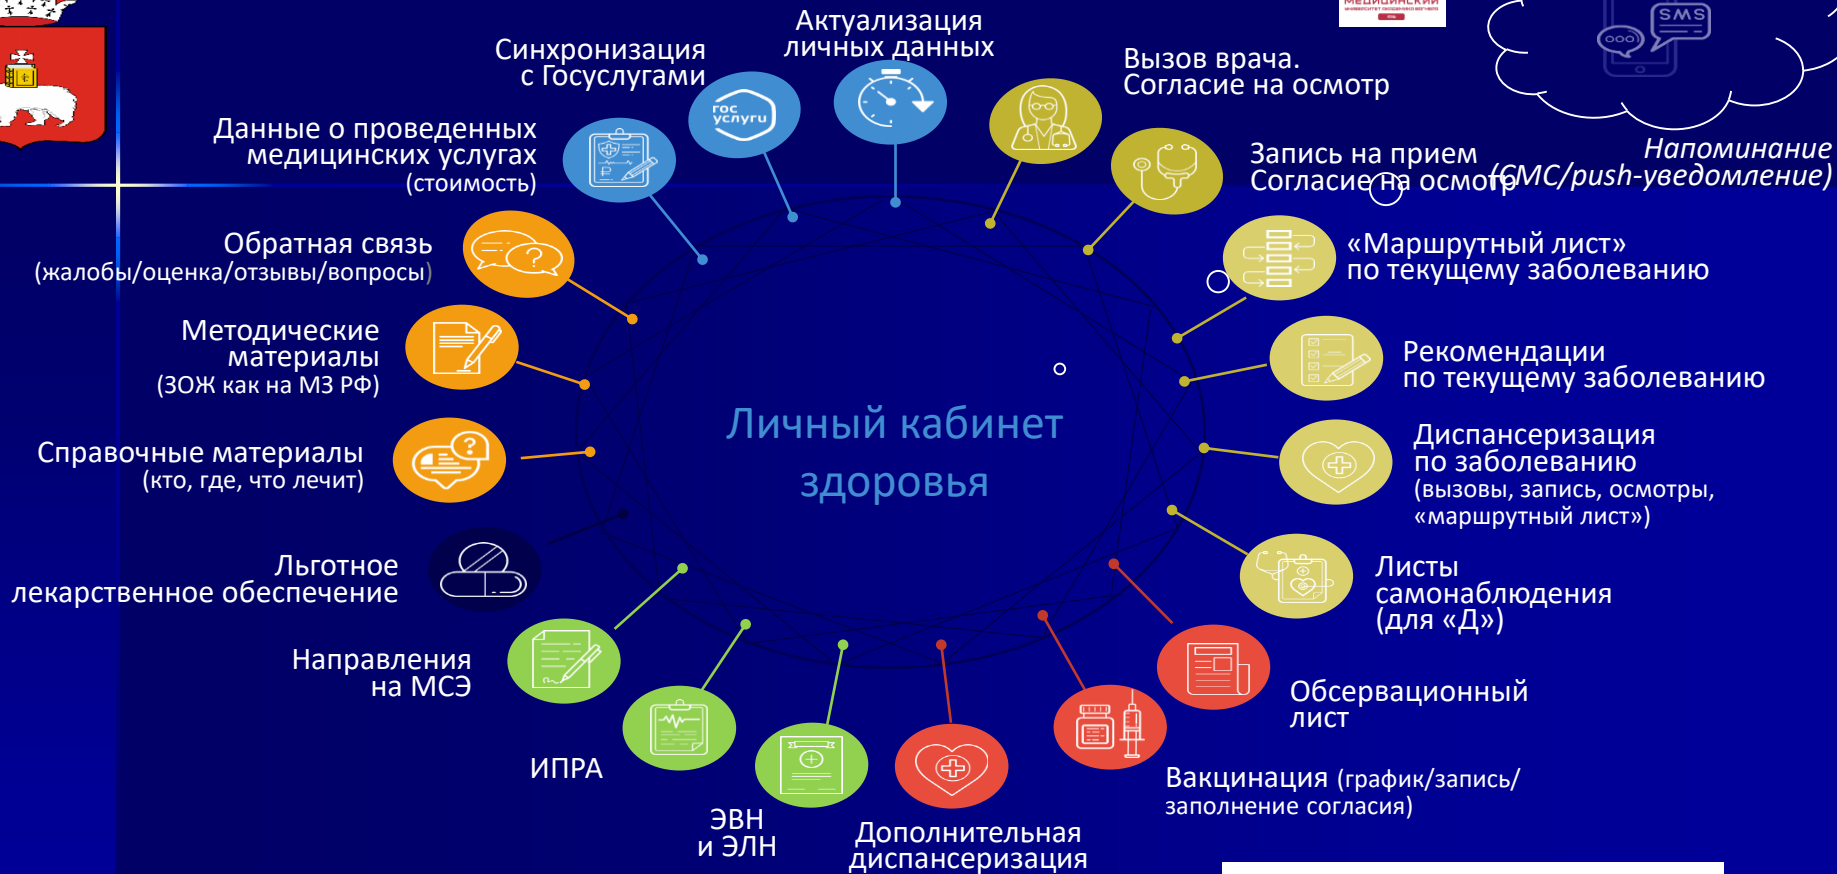 МЕДИЦИНСКИЙ
SMS
Напоминание
(СМС/push-уведомление)
Актуализация
личных данных
Синхронизация
с Госуслугами
гос
услуги
Данные о проведенных
медицинских услугах
(стоимость)
Обратная связь
(жалобы/оценка/отзывы/вопросы)
Методические
материалы
(ЗОЖ как на МЗ РФ)
Справочные материалы
(кто, где, что лечит)
Льготное
лекарственное обеспечение
Направления
на МСЭ
ИПРА
ЭВН
и ЭЛН
Дополнительная
диспансеризация
Вакцинация (график/запись/
заполнение согласия)
Обсервационный
лист
Листы
самонаблюдения
(для «Д»)
Диспансеризация
по заболеванию
(вызовы, запись, осмотры,
«маршрутный лист»)
Рекомендации
по текущему заболеванию
«Маршрутный лист»
по текущему заболеванию
Запись на прием
Согласие на осмотр
Вызов врача.
Согласие на осмотр
Личный кабинет
здоровья